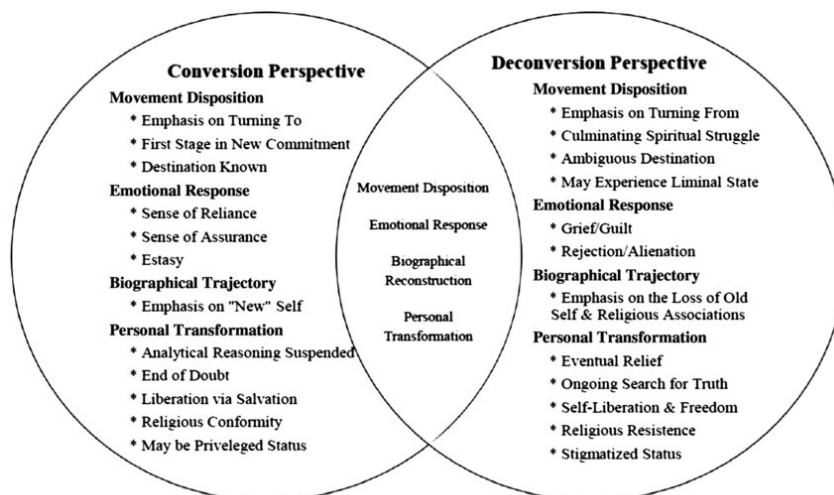 Conversion Perspective
Movement Disposition
* Emphasis on Turning To
* First Stage in New Commitment
* Destination Known
Emotional Response
* Sense of Reliance
* Sense of Assurance
* Estasy
Biographical Trajectory
* Emphasis on "New" Self
Personal Transformation
* Analytical Reasoning Suspended
* End of Doubt
* Liberation via Salvation
* Religious Conformity
* May be Priveleged Status
Movement Disposition
Emotional Response
Biographical
Reconstruction
Personal
Transformation
Deconversion Perspective
Movement Disposition
* Emphasis on Turning From
* Culminating Spiritual Struggle
* Ambiguous Destination
* May Experience Liminal State
Emotional Response
* Grief/Guilt
* Rejection/Alienation
Biographical Trajectory
* Emphasis on the Loss of Old
Self & Religious Associations
Personal Transformation
* Eventual Relief
* Ongoing Search for Truth
* Self-Liberation & Freedom
* Religious Resistence
* Stigmatized Status